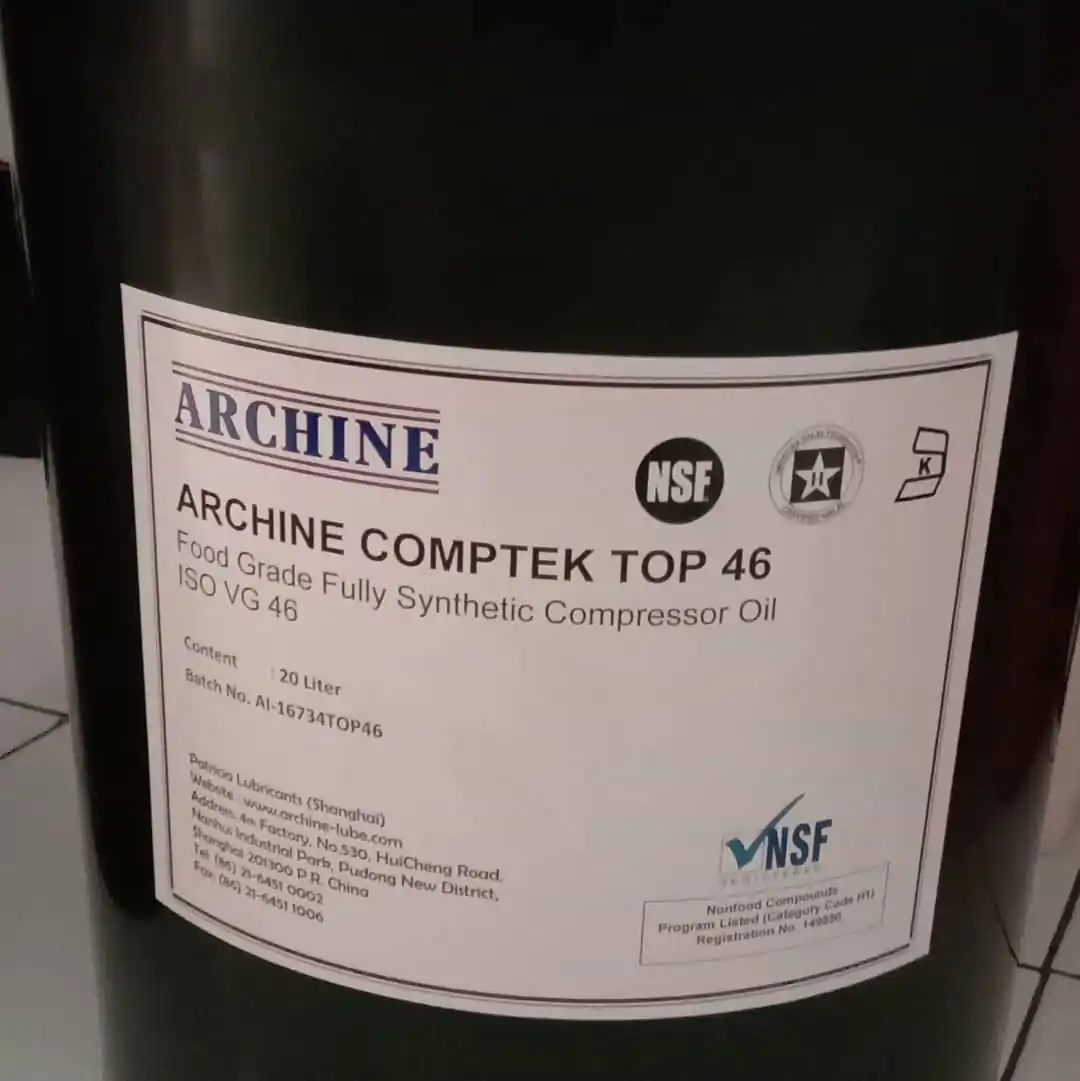 ARCHINE
NSF
H
K
ARCHINE COMPTEK TOP 46
Food Grade Fully Synthetic Compressor Oil
ISO VG 46
Content : 20 Liter
Batch No. AI-16734TOP46
Patricia Lubricants (Shanghai)
Website : www.archine-lube.com
Address. 4th Factory, No.530, HuiCheng Road,
Nanhui Industrial Park, Pudong New District,
Shanghai 201300 P.R. China
Tel: (86) 21-6451 0002
Fax: (86) 21-6451 1006
NSF
REGISTERED
Nonfood Compounds
Program Listed (Category Code H1)
Registration No.